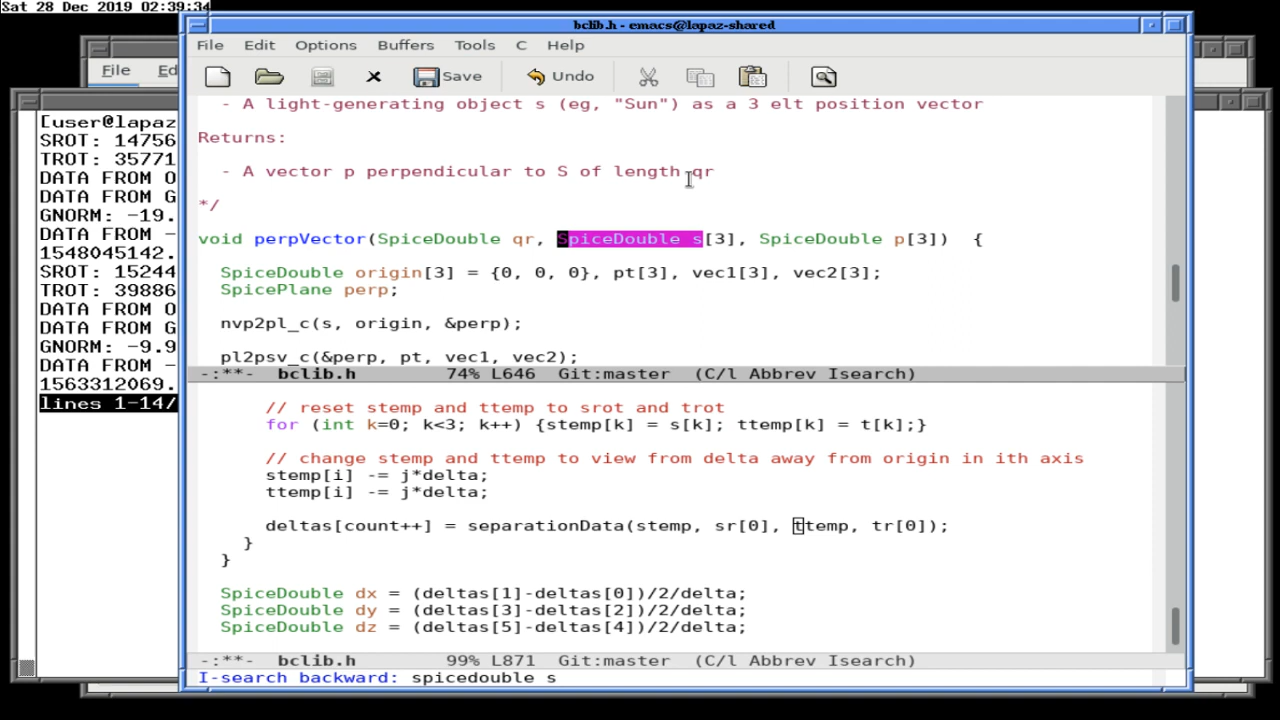 Sat 28 Dec 2019 02:39:34
bclib.h - emacs@lapaz-shared
File Edit Options Buffers Tools C Help
Save Undo
File Ed
[user@lapaz
SROT: 14756
TROT: 35771
DATA FROM O
DATA FROM G
GNORM: -19.
DATA FROM -
1548045142.
SROT: 15244
TROT: 39886
DATA FROM O
DATA FROM G
GNORM: -9.9
DATA FROM -
1563312069.
lines 1-14/
- A light-generating object s (eg, "Sun") as a 3 elt position vector
Returns:
- A vector p perpendicular to S of length qr
*/
void perpVector(SpiceDouble qr, SpiceDouble s[3], SpiceDouble p[3]) {
SpiceDouble origin[3] = {0, 0, 0}, pt[3], vec1[3], vec2[3];
SpicePlane perp;
nvp2pl_c(s, origin, &perp);
pl2psv_c(&perp, pt, vec1, vec2);
-:**- bclib.h 74% L646 Git:master (C/l Abbrev Isearch)
// reset stemp and ttemp to srot and trot
for (int k=0; k<3; k++) {stemp[k] = s[k]; ttemp[k] = t[k];}
// change stemp and ttemp to view from delta away from origin in ith axis
stemp[i] -= j*delta;
ttemp[i] -= j*delta;
deltas[count++] = separationData(stemp, sr[0], ttemp, tr[0]);
}
}
SpiceDouble dx = (deltas[1]-deltas[0])/2/delta;
SpiceDouble dy = (deltas[3]-deltas[2])/2/delta;
SpiceDouble dz = (deltas[5]-deltas[4])/2/delta;
-:**- bclib.h 99% L871 Git:master (C/l Abbrev Isearch)
I-search backward: spicedouble s